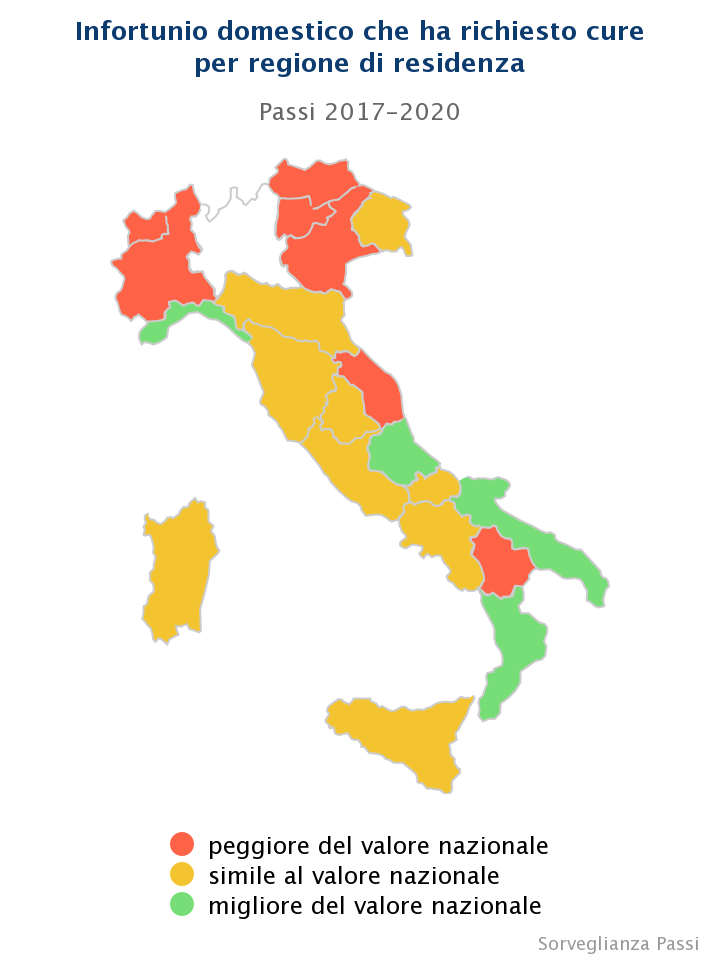 Infortunio domestico che ha richiesto cure
per regione di residenza
Passi 2017-2020
peggiore del valore nazionale
simile al valore nazionale
migliore del valore nazionale
Sorveglianza Passi